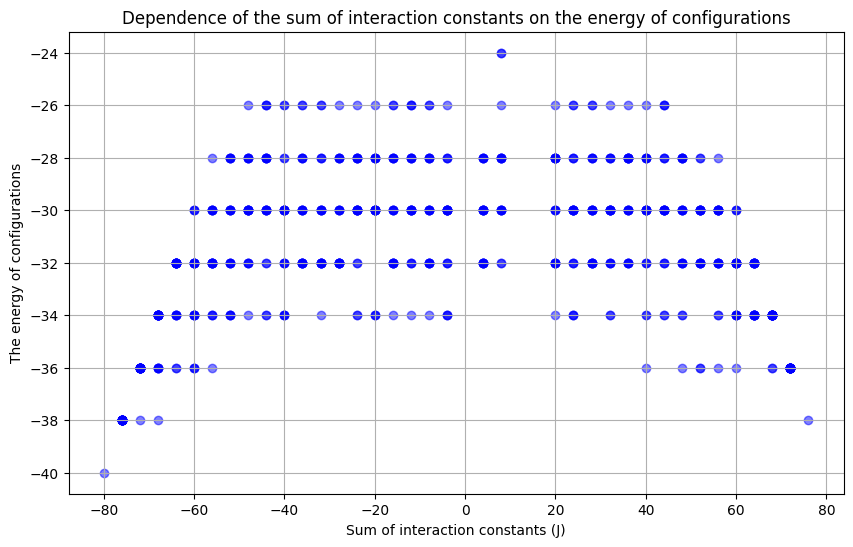 Dependence of the sum of interaction constants on the energy of configurations
The energy of configurations
−24
−26
−28
−30
−32
−34
−36
−38
−40
−80 −60 −40 −20 0 20 40 60 80
Sum of interaction constants (J)